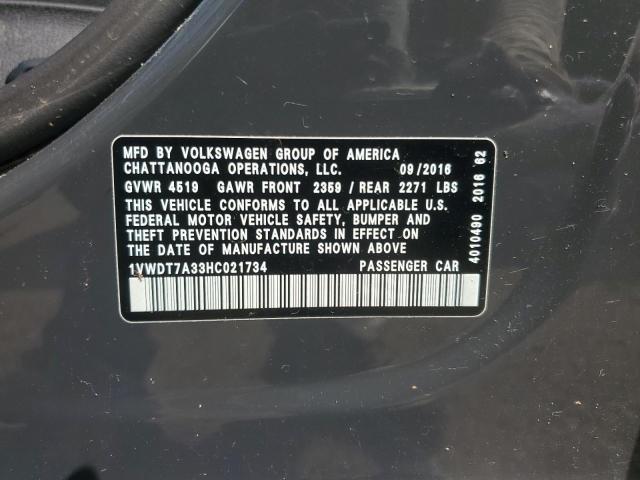 MFD BY VOLKSWAGEN GROUP OF AMERICA
CHATTANOOGA OPERATIONS, LLC. 09/2016
GVWR 4519 GAWR FRONT 2359 / REAR 2271 LBS
THIS VEHICLE CONFORMS TO ALL APPLICABLE U.S.
FEDERAL MOTOR VEHICLE SAFETY, BUMPER AND
THEFT PREVENTION STANDARDS IN EFFECT ON
THE DATE OF MANUFACTURE SHOWN ABOVE
1VWDT7A33HC021734 PASSENGER CAR
4010490 2016 62